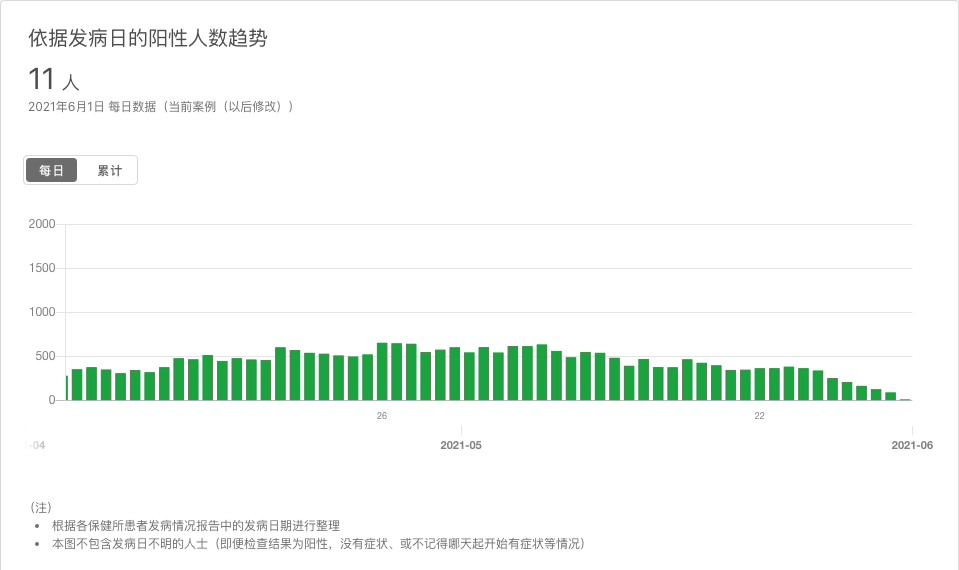 依据发病日的阳性人数趋势
11 人
2021年6月1日 每日数据（当前案例（以后修改））
每日 累计
2000
1500
1000
500
0
26 22
-04 2021-05 2021-06
（注）
• 根据各保健所患者发病情况报告中的发病日期进行整理
• 本图不包含发病日不明的人士（即便检查结果为阳性，没有症状、或不记得哪天起开始有症状等情况）